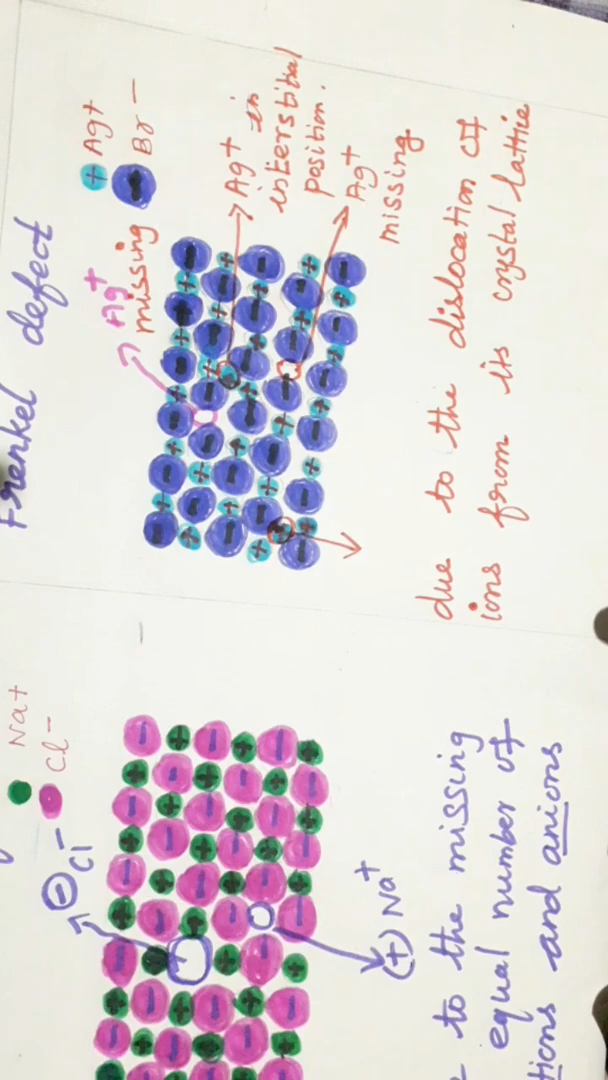 Na+
Cl-
⊖ Cl-
(+) Na+
to the missing
equal number of
and anions
Frenkel defect
+ Ag+
- Br-
Ag+
missing
Ag+ in
interstitial
position.
Ag+
missing
due to the dislocation of
ions from its crystal lattice